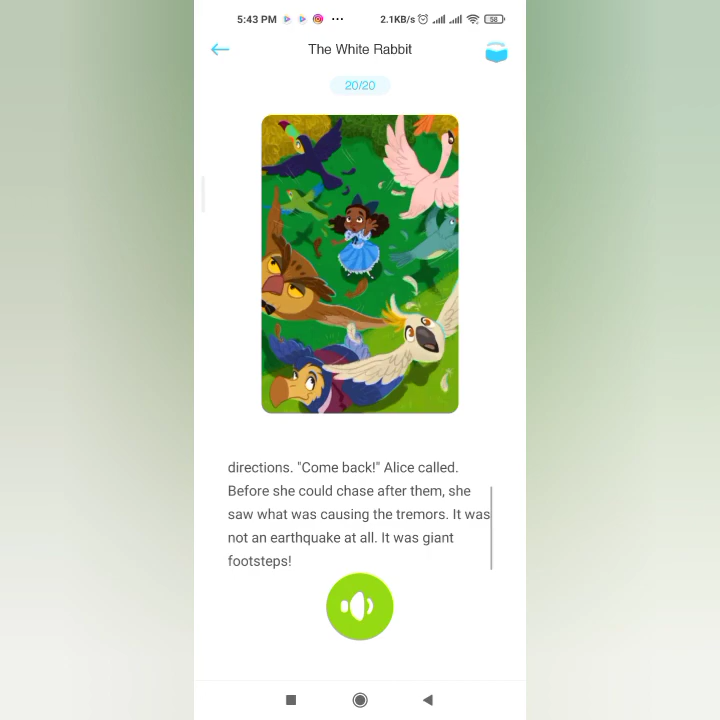 5:43 PM
2.1KB/s
58
The White Rabbit
20/20
directions. "Come back!" Alice called.
Before she could chase after them, she
saw what was causing the tremors. It was
not an earthquake at all. It was giant
footsteps!